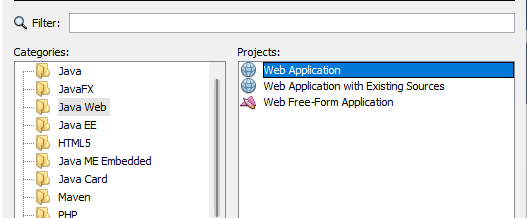 Filter:
Categories:
Java
JavaFX
Java Web
Java EE
HTML5
Java ME Embedded
Java Card
Maven
PHP
Projects:
Web Application
Web Application with Existing Sources
Web Free-Form Application